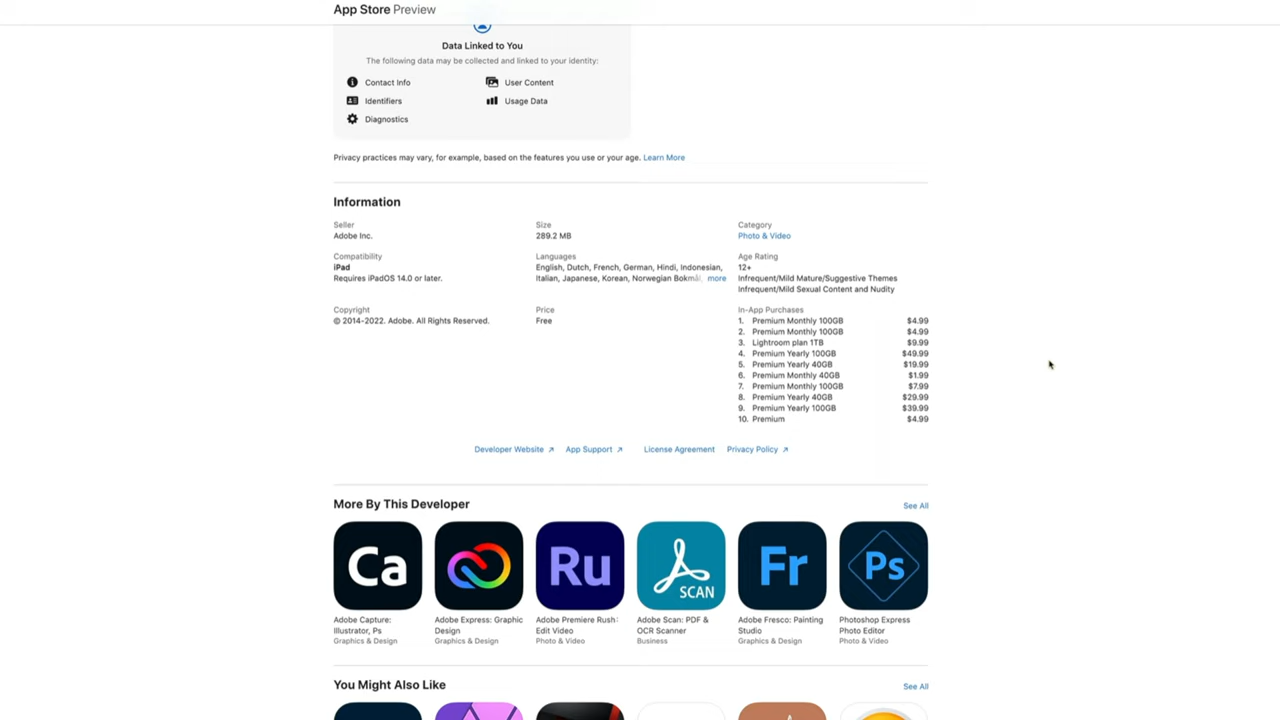 App Store Preview
Data Linked to You
The following data may be collected and linked to your identity:
Contact Info
User Content
Identifiers
Usage Data
Diagnostics
Privacy practices may vary, for example, based on the features you use or your age. Learn More
Information
Seller
Adobe Inc.
Size
289.2 MB
Category
Photo & Video
Compatibility
iPad
Requires iPadOS 14.0 or later.
Languages
English, Dutch, French, German, Hindi, Indonesian,
Italian, Japanese, Korean, Norwegian Bokmål, more
Age Rating
12+
Infrequent/Mild Mature/Suggestive Themes
Infrequent/Mild Sexual Content and Nudity
Copyright
© 2014-2022. Adobe. All Rights Reserved.
Price
Free
In-App Purchases
1. Premium Monthly 100GB $4.99
2. Premium Monthly 100GB $4.99
3. Lightroom plan 1TB $9.99
4. Premium Yearly 100GB $49.99
5. Premium Yearly 40GB $19.99
6. Premium Monthly 40GB $1.99
7. Premium Monthly 100GB $7.99
8. Premium Yearly 40GB $29.99
9. Premium Yearly 100GB $39.99
10. Premium $4.99
Developer Website ↗ App Support ↗ License Agreement Privacy Policy ↗
More By This Developer
See All
Ca
Ru
SCAN
Fr
Ps
Adobe Capture:
Illustrator, Ps
Graphics & Design
Adobe Express: Graphic
Design
Graphics & Design
Adobe Premiere Rush:
Edit Video
Photo & Video
Adobe Scan: PDF &
OCR Scanner
Business
Adobe Fresco: Painting
Studio
Graphics & Design
Photoshop Express
Photo Editor
Photo & Video
You Might Also Like
See All